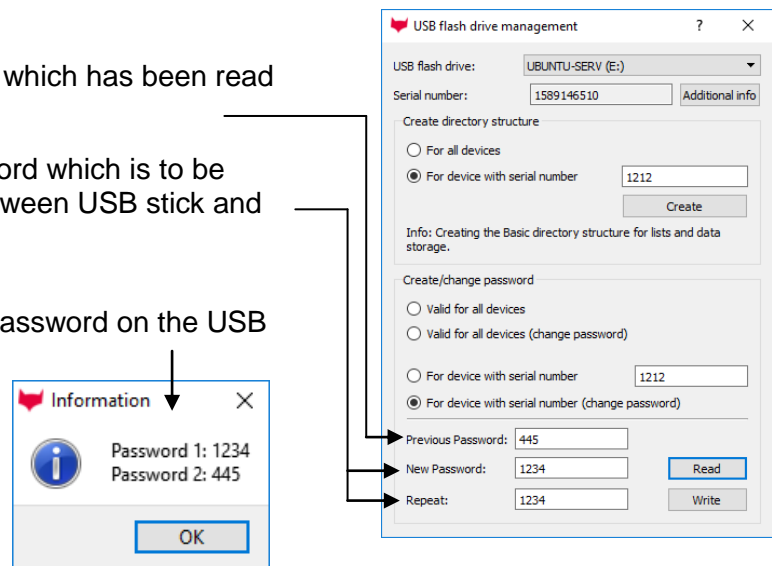 which has been read
ord which is to be
ween USB stick and
assword on the USB
Information
Password 1: 1234
Password 2: 445
OK
USB flash drive management ?
USB flash drive: UBUNTU-SERV (E:)
Serial number: 1589146510 Additional info
Create directory structure
For all devices
For device with serial number 1212
Create
Info: Creating the Basic directory structure for lists and data
storage.
Create/change password
Valid for all devices
Valid for all devices (change password)
For device with serial number 1212
For device with serial number (change password)
Previous Password: 445
New Password: 1234 Read
Repeat: 1234 Write